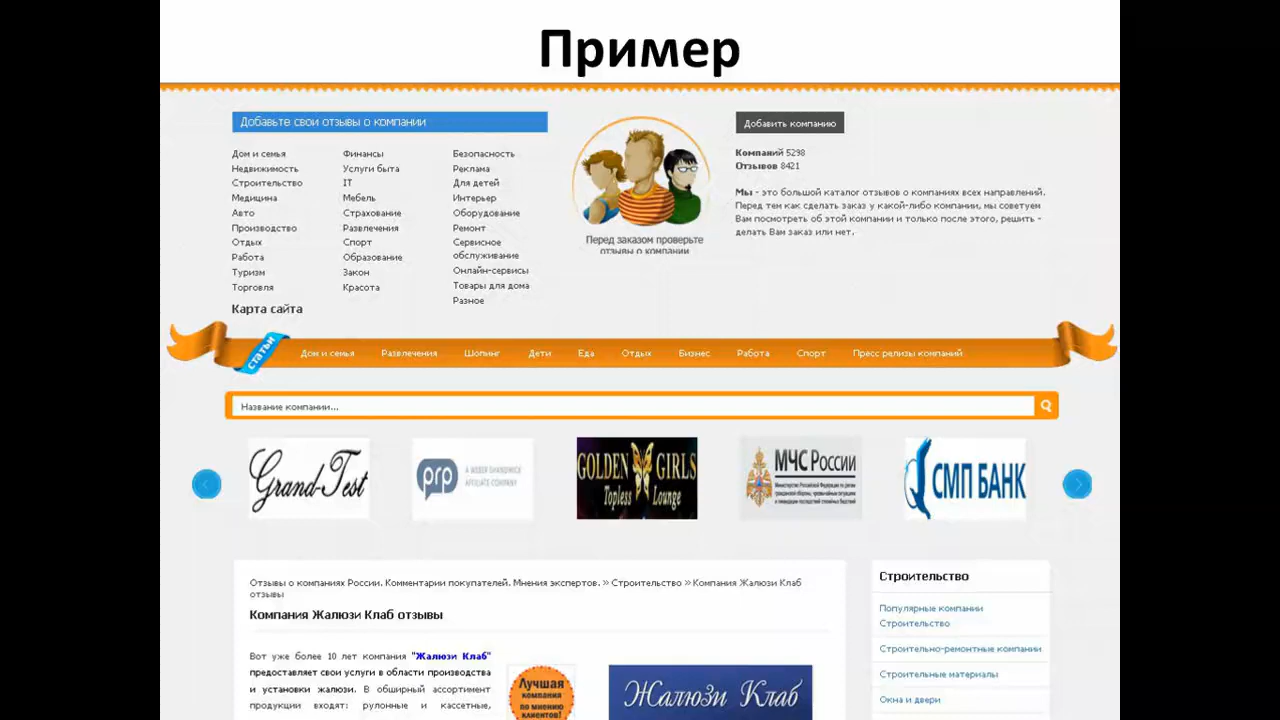 Пример
Добавьте свои отзывы о компании
Дом и семья
Недвижимость
Строительство
Медицина
Авто
Производство
Отдых
Работа
Туризм
Торговля
Финансы
Услуги быта
IT
Мебель
Страхование
Развлечения
Спорт
Образование
Закон
Красота
Безопасность
Реклама
Для детей
Интерьер
Оборудование
Ремонт
Сервисное
обслуживание
Онлайн-сервисы
Товары для дома
Разное
Карта сайта
Перед заказом проверьте
отзывы о компании
Добавить компанию
Компаний 5298
Отзывов 8421
Мы - это большой каталог отзывов о компаниях всех направлений.
Перед тем как сделать заказ у какой-либо компании, мы советуем
Вам посмотреть об этой компании и только после этого, решить -
делать Вам заказ или нет.
статьи
Дом и семья Развлечения Шопинг Дети Еда Отдых Бизнес Работа Спорт Пресс релизы компаний
Название компании...
Grand-Test
prp
A WEBER SHANDWICK
AFFILIATE COMPANY
GOLDEN GIRLS
Topless Lounge
МЧС России
СМП БАНК
Отзывы о компаниях России. Комментарии покупателей. Мнения экспертов. » Строительство » Компания Жалюзи Клаб
отзывы
Компания Жалюзи Клаб отзывы
Вот уже более 10 лет компания "Жалюзи Клаб"
предоставляет свои услуги в области производства
и установки жалюзи. В обширный ассортимент
продукции входят: рулонные и кассетные,
Лучшая
компания
по мнению
клиентов!
Жалюзи Клаб
Строительство
Популярные компании
Строительство
Строительно-ремонтные компании
Строительные материалы
Окна и двери